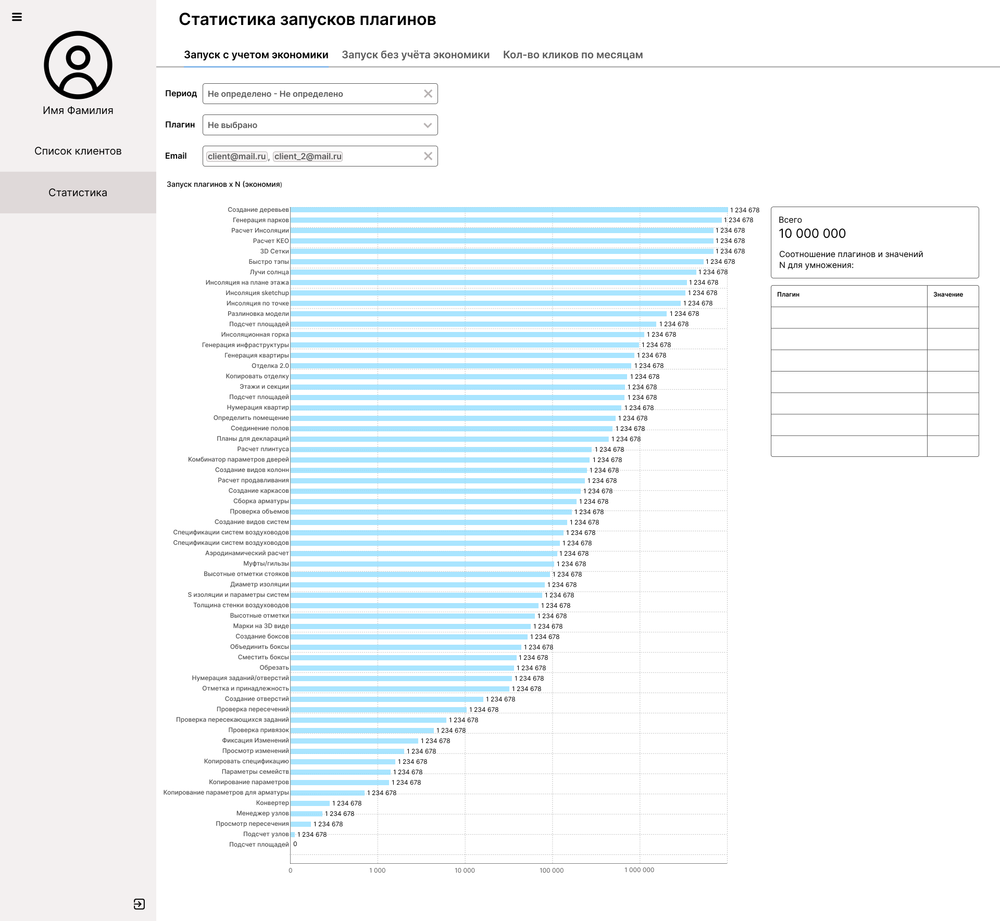 Имя Фамилия
Список клиентов
Статистика
Статистика запусков плагинов
Запуск с учетом экономики Запуск без учёта экономики Кол-во кликов по месяцам
Период Не определено - Не определено
Плагин Не выбрано
Email client@mail.ru, client_2@mail.ru
Запуск плагинов x N (экономия)
Создание деревьев 1 234 678
Генерация парков 1 234 678
Расчет Инсоляции 1 234 678
Расчет КЕО 1 234 678
3D Сетки 1 234 678
Быстро тэпы 1 234 678
Лучи солнца 1 234 678
Инсоляция на плане этажа 1 234 678
Инсоляция sketchup 1 234 678
Инсоляция по точке 1 234 678
Разлиновка модели 1 234 678
Подсчет площадей 1 234 678
Инсоляционная горка 1 234 678
Генерация инфраструктуры 1 234 678
Генерация квартиры 1 234 678
Отделка 2.0 1 234 678
Копировать отделку 1 234 678
Этажи и секции 1 234 678
Подсчет площадей 1 234 678
Нумерация квартир 1 234 678
Определить помещение 1 234 678
Соединение полов 1 234 678
Планы для деклараций 1 234 678
Расчет плинтуса 1 234 678
Комбинатор параметров дверей 1 234 678
Создание видов колонн 1 234 678
Расчет продавливания 1 234 678
Создание каркасов 1 234 678
Сборка арматуры 1 234 678
Проверка объемов 1 234 678
Создание видов систем 1 234 678
Спецификации систем воздуховодов 1 234 678
Спецификации систем воздуховодов 1 234 678
Аэродинамический расчет 1 234 678
Муфты/гильзы 1 234 678
Высотные отметки стояков 1 234 678
Диаметр изоляции 1 234 678
S изоляции и параметры систем 1 234 678
Толщина стенки воздуховодов 1 234 678
Высотные отметки 1 234 678
Марки на 3D виде 1 234 678
Создание боксов 1 234 678
Объединить боксы 1 234 678
Сместить боксы 1 234 678
Обрезать 1 234 678
Нумерация заданий/отверстий 1 234 678
Отметка и принадлежность 1 234 678
Создание отверстий 1 234 678
Проверка пересечений 1 234 678
Проверка пересекающихся заданий 1 234 678
Проверка привязок 1 234 678
Фиксация Изменений 1 234 678
Просмотр изменений 1 234 678
Копировать спецификацию 1 234 678
Параметры семейств 1 234 678
Копирование параметров 1 234 678
Копирование параметров для арматуры 1 234 678
Конвертер 1 234 678
Менеджер узлов 1 234 678
Просмотр пересечения 1 234 678
Подсчет узлов 1 234 678
Подсчет площадей 0
0 1 000 10 000 100 000 1 000 000
Всего
10 000 000
Соотношение плагинов и значений
N для умножения:
Плагин Значение